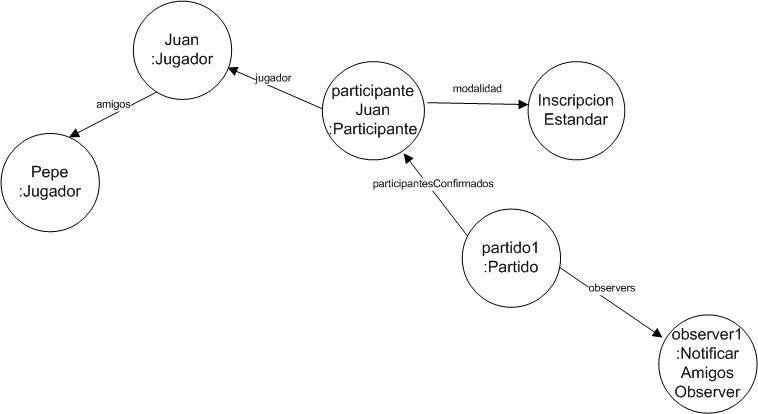 Juan
:Jugador
jugador
amigos
participante
Juan
:Participante
modalidad
Inscripcion
Estandar
Pepe
:Jugador
participantesConfirmados
partido1
:Partido
observers
observer1
:Notificar
Amigos
Observer